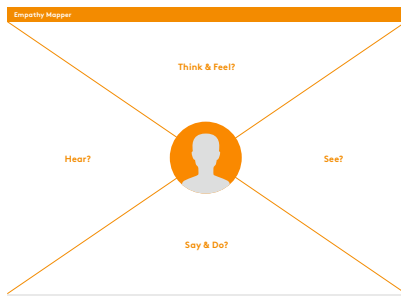 Empathy Mapper
Think & Feel?
Hear?
See?
Say & Do?